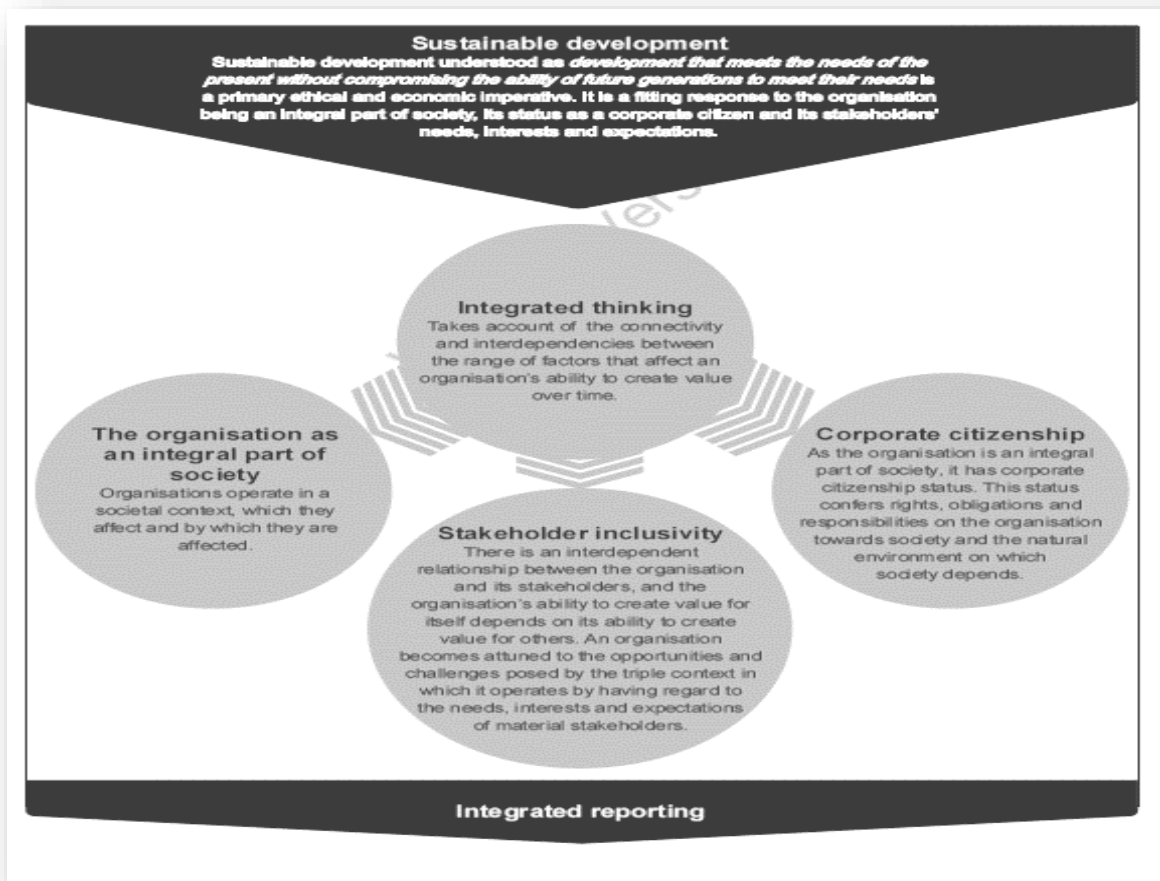 Sustainable development
Sustainable development understood as development that meets the needs of the
present without compromising the ability of future generations to meet their needs is
a primary ethical and economic imperative. It is a fitting response to the organisation
being an integral part of society, its status as a corporate citizen and its stakeholders'
needs, interests and expectations.
Integrated thinking
Takes account of the connectivity
and interdependencies between
the range of factors that affect an
organisation's ability to create value
over time.
The organisation as
an integral part of
society
Organisations operate in a
societal context, which they
affect and by which they are
affected.
Stakeholder inclusivity
There is an interdependent
relationship between the organisation
and its stakeholders, and the
organisation's ability to create value for
itself depends on its ability to create
value for others. An organisation
becomes attuned to the opportunities and
challenges posed by the triple context in
which it operates by having regard to
the needs, interests and expectations
of material stakeholders.
Corporate citizenship
As the organisation is an integral
part of society, it has corporate
citizenship status. This status
confers rights, obligations and
responsibilities on the organisation
towards society and the natural
environment on which
society depends.
Integrated reporting